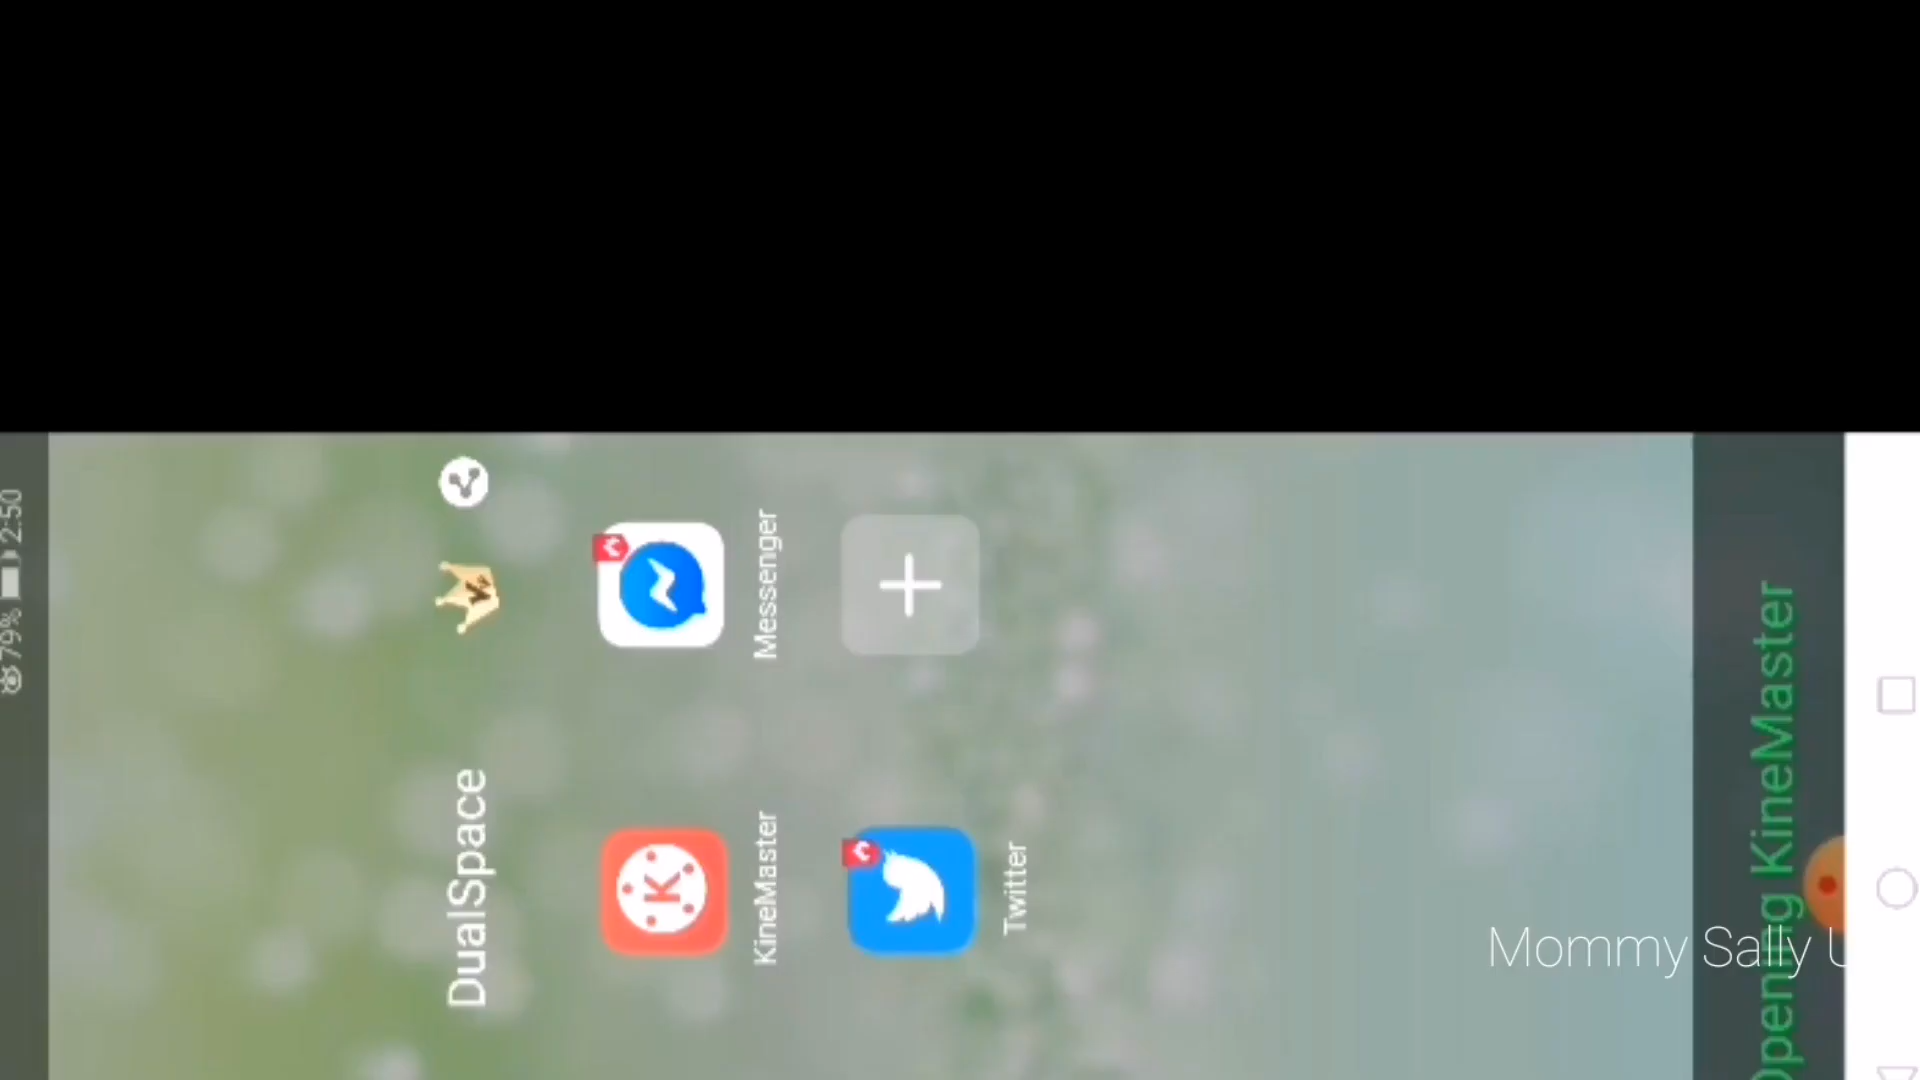 79% 2:50
DualSpace
KineMaster
Messenger
Twitter
Opening KineMaster
Mommy Sally